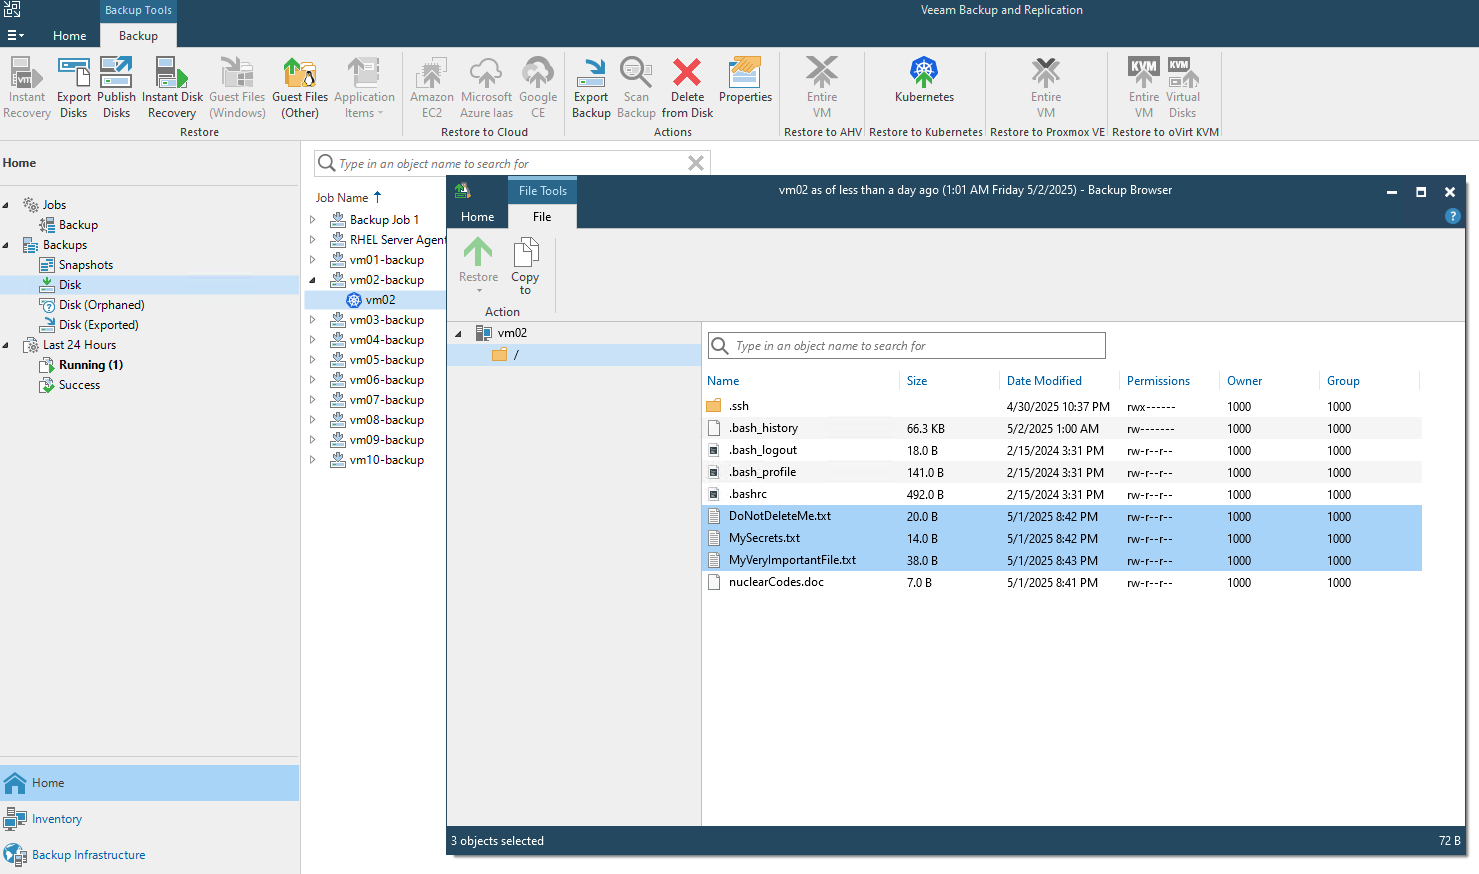 Backup Tools
Veeam Backup and Replication
Home
Backup
Instant Recovery
Export Disks
Publish Disks
Instant Disk Recovery
Guest Files (Windows)
Guest Files (Other)
Application Items
Restore
Amazon EC2
Microsoft Azure Iaas
Google CE
Restore to Cloud
Export Backup
Scan Backup
Delete from Disk
Properties
Actions
Entire VM
Restore to AHV
Kubernetes
Restore to Kubernetes
Entire VM
Restore to Proxmox VE
KVM
Entire VM
KVM
Virtual Disks
Restore to oVirt KVM
Home
Jobs
Backup
Backups
Snapshots
Disk
Disk (Orphaned)
Disk (Exported)
Last 24 Hours
Running (1)
Success
Home
Inventory
Backup Infrastructure
Type in an object name to search for
Job Name
Backup Job 1
RHEL Server Agent
vm01-backup
vm02-backup
vm02
vm03-backup
vm04-backup
vm05-backup
vm06-backup
vm07-backup
vm08-backup
vm09-backup
vm10-backup
File Tools
vm02 as of less than a day ago (1:01 AM Friday 5/2/2025) - Backup Browser
Home
File
?
Restore
Copy to
Action
vm02
/
Type in an object name to search for
Name Size Date Modified Permissions Owner Group
.ssh 4/30/2025 10:37 PM rwx------ 1000 1000
.bash_history 66.3 KB 5/2/2025 1:00 AM rw------- 1000 1000
.bash_logout 18.0 B 2/15/2024 3:31 PM rw-r--r-- 1000 1000
.bash_profile 141.0 B 2/15/2024 3:31 PM rw-r--r-- 1000 1000
.bashrc 492.0 B 2/15/2024 3:31 PM rw-r--r-- 1000 1000
DoNotDeleteMe.txt 20.0 B 5/1/2025 8:42 PM rw-r--r-- 1000 1000
MySecrets.txt 14.0 B 5/1/2025 8:42 PM rw-r--r-- 1000 1000
MyVeryImportantFile.txt 38.0 B 5/1/2025 8:43 PM rw-r--r-- 1000 1000
nuclearCodes.doc 7.0 B 5/1/2025 8:41 PM rw-r--r-- 1000 1000
3 objects selected
72 B